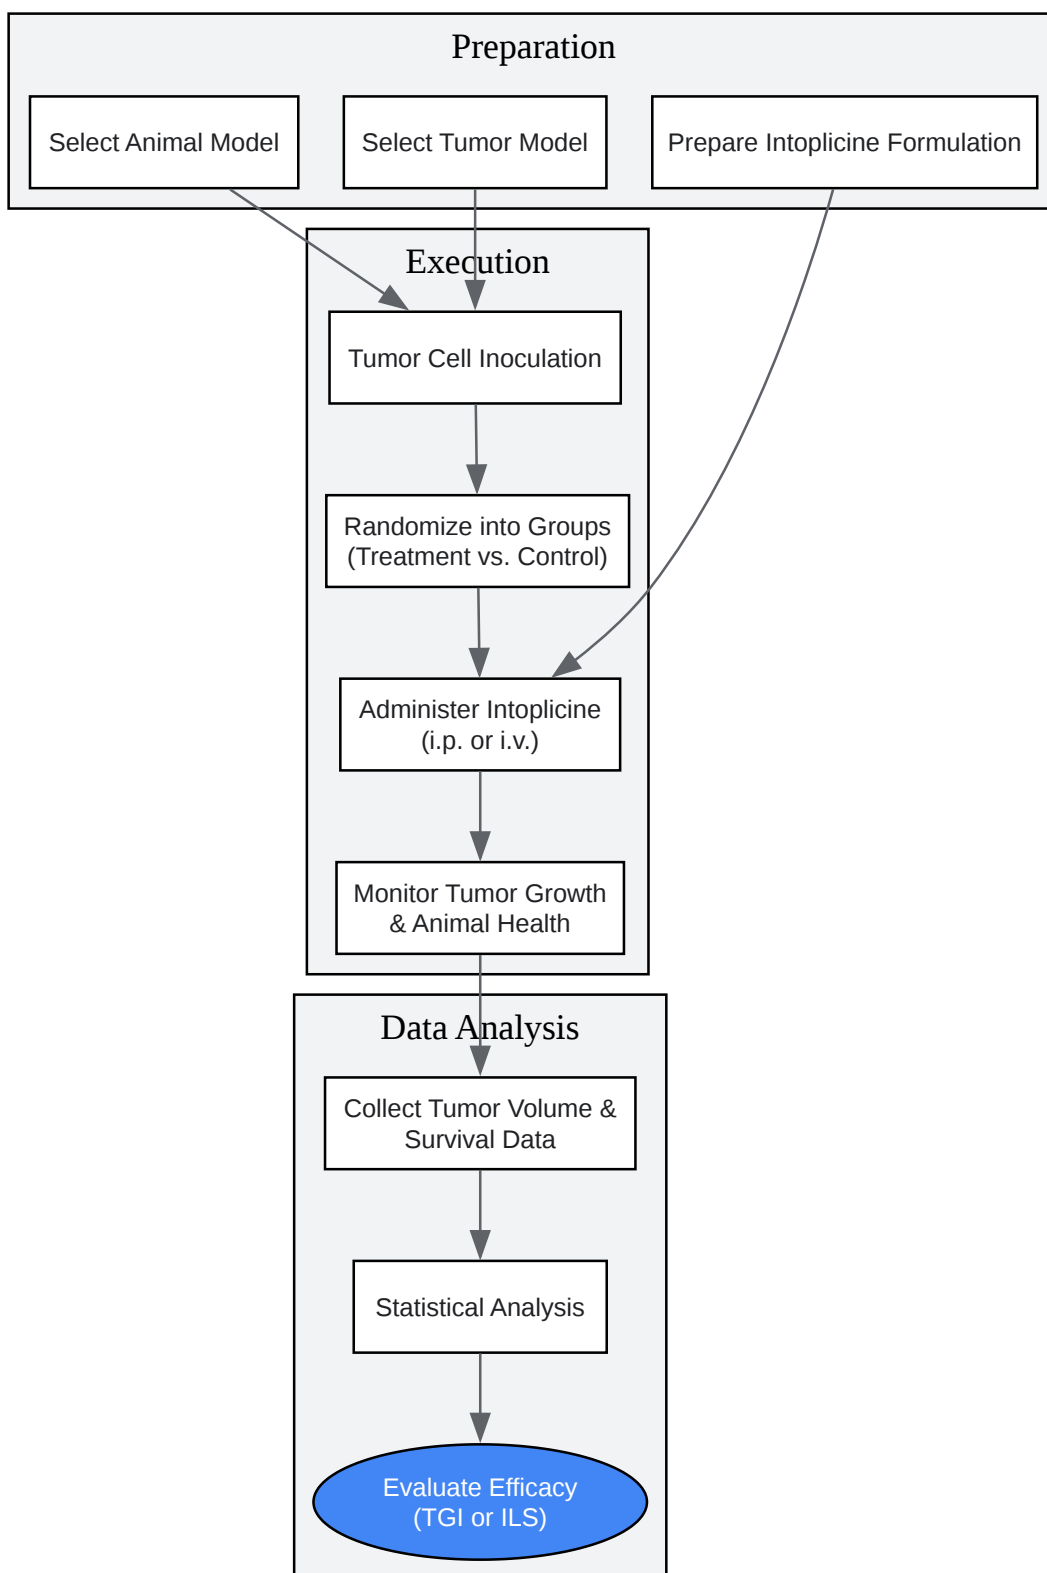 Preparation
Select Animal Model
Select Tumor Model
Prepare Intoplicine Formulation
Execution
Tumor Cell Inoculation
Randomize into Groups
(Treatment vs. Control)
Administer Intoplicine
(i.p. or i.v.)
Monitor Tumor Growth
& Animal Health
Data Analysis
Collect Tumor Volume &
Survival Data
Statistical Analysis
Evaluate Efficacy
(TGI or ILS)